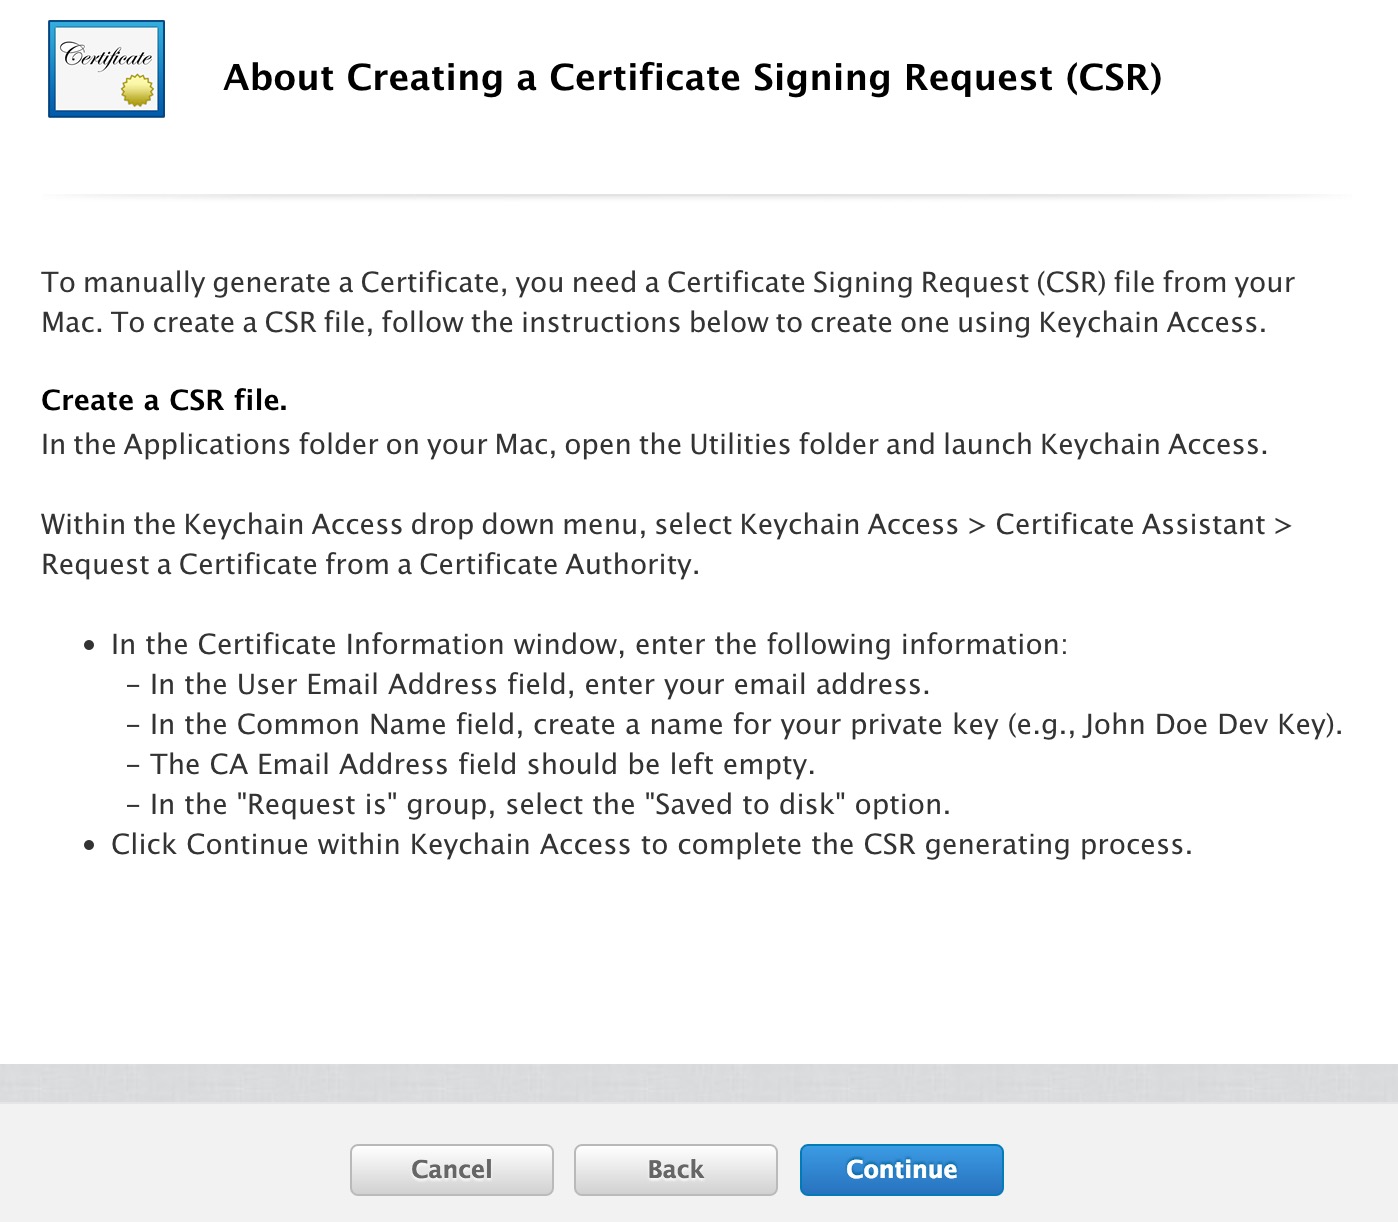 Certificate
About Creating a Certificate Signing Request (CSR)
To manually generate a Certificate, you need a Certificate Signing Request (CSR) file from your
Mac. To create a CSR file, follow the instructions below to create one using Keychain Access.
Create a CSR file.
In the Applications folder on your Mac, open the Utilities folder and launch Keychain Access.
Within the Keychain Access drop down menu, select Keychain Access > Certificate Assistant >
Request a Certificate from a Certificate Authority.
• In the Certificate Information window, enter the following information:
– In the User Email Address field, enter your email address.
– In the Common Name field, create a name for your private key (e.g., John Doe Dev Key).
– The CA Email Address field should be left empty.
– In the "Request is" group, select the "Saved to disk" option.
• Click Continue within Keychain Access to complete the CSR generating process.
Cancel
Back
Continue